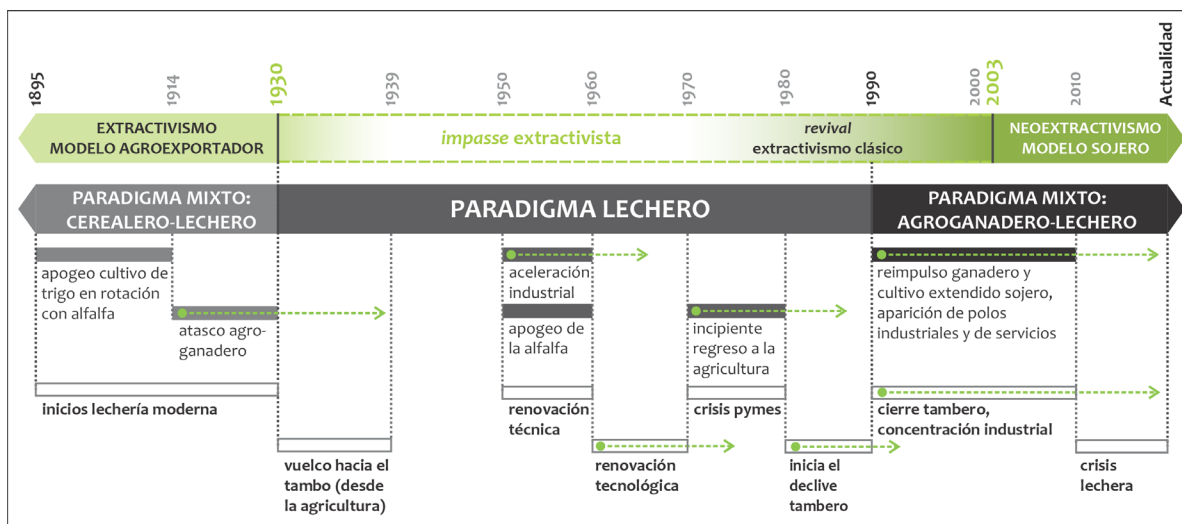 1895
1914
1930
1939
1950
1960
1970
1980
1990
2000
2003
2010
Actualidad
EXTRACTIVISMO
MODELO AGROEXPORTADOR
impasse extractivista
revival
extractivismo clásico
NEOEXTRACTIVISMO
MODELO SOJERO
PARADIGMA MIXTO:
CEREALERO-LECHERO
PARADIGMA LECHERO
PARADIGMA MIXTO:
AGROGANADERO-LECHERO
apogeo cultivo de
trigo en rotación
con alfalfa
atasco agro-
ganadero
aceleración
industrial
apogeo de
la alfalfa
incipiente
regreso a la
agricultura
reimpulso ganadero y
cultivo extendido sojero,
aparición de polos
industriales y de servicios
inicios lechería moderna
renovación
técnica
crisis pymes
cierre tambero,
concentración industrial
vuelco hacia el
tambo (desde
la agricultura)
renovación
tecnológica
inicia el
declive
tambero
crisis
lechera